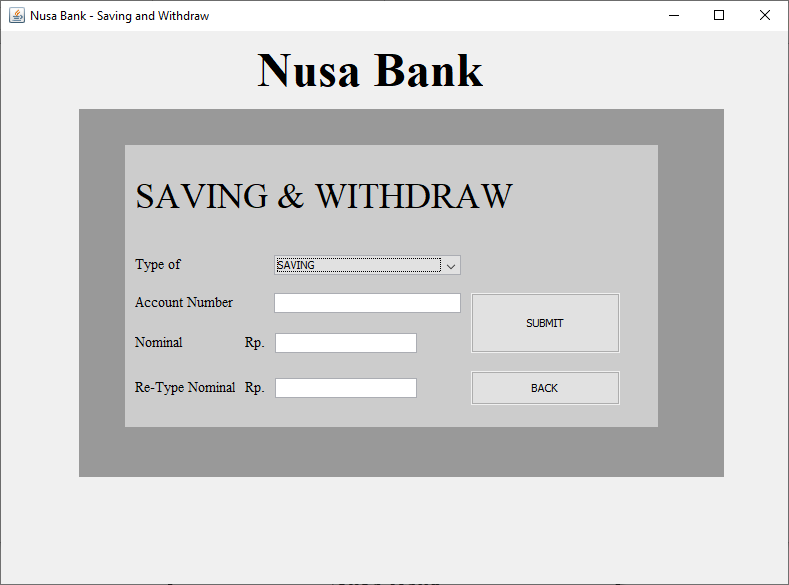 Nusa Bank - Saving and Withdraw
Nusa Bank
SAVING & WITHDRAW
Type of
SAVING
Account Number
Nominal Rp.
SUBMIT
Re-Type Nominal Rp.
BACK